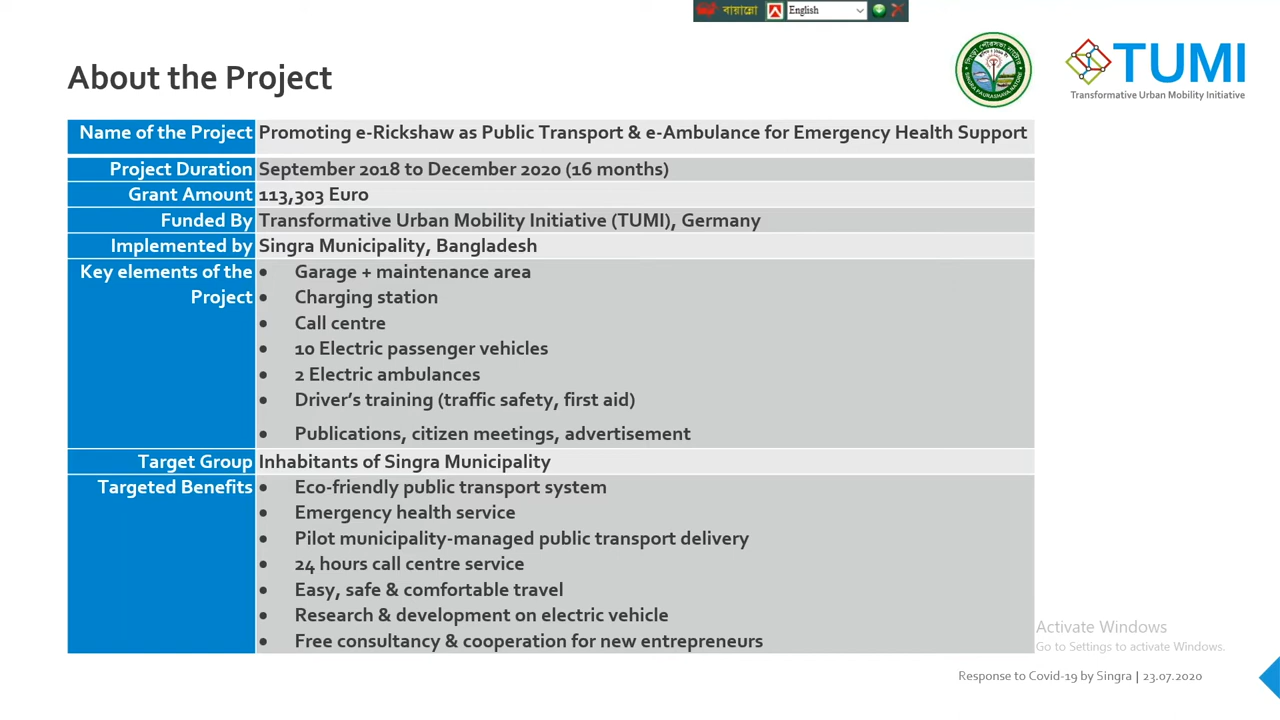 বায়ান্নো English
About the Project
TUMI
Transformative Urban Mobility Initiative
Name of the Project Promoting e-Rickshaw as Public Transport & e-Ambulance for Emergency Health Support
Project Duration September 2018 to December 2020 (16 months)
Grant Amount 113,303 Euro
Funded By Transformative Urban Mobility Initiative (TUMI), Germany
Implemented by Singra Municipality, Bangladesh
Key elements of the Project
• Garage + maintenance area
• Charging station
• Call centre
• 10 Electric passenger vehicles
• 2 Electric ambulances
• Driver’s training (traffic safety, first aid)
• Publications, citizen meetings, advertisement
Target Group Inhabitants of Singra Municipality
Targeted Benefits
• Eco-friendly public transport system
• Emergency health service
• Pilot municipality-managed public transport delivery
• 24 hours call centre service
• Easy, safe & comfortable travel
• Research & development on electric vehicle
• Free consultancy & cooperation for new entrepreneurs
Activate Windows
Go to Settings to activate Windows.
Response to Covid-19 by Singra | 23.07.2020